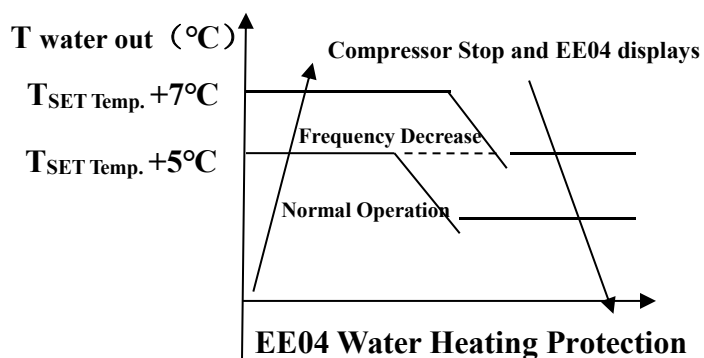 T water out（℃）
Compressor Stop and EE04 displays
TSET Temp. +7℃
Frequency Decrease
TSET Temp. +5℃
Normal Operation
EE04 Water Heating Protection